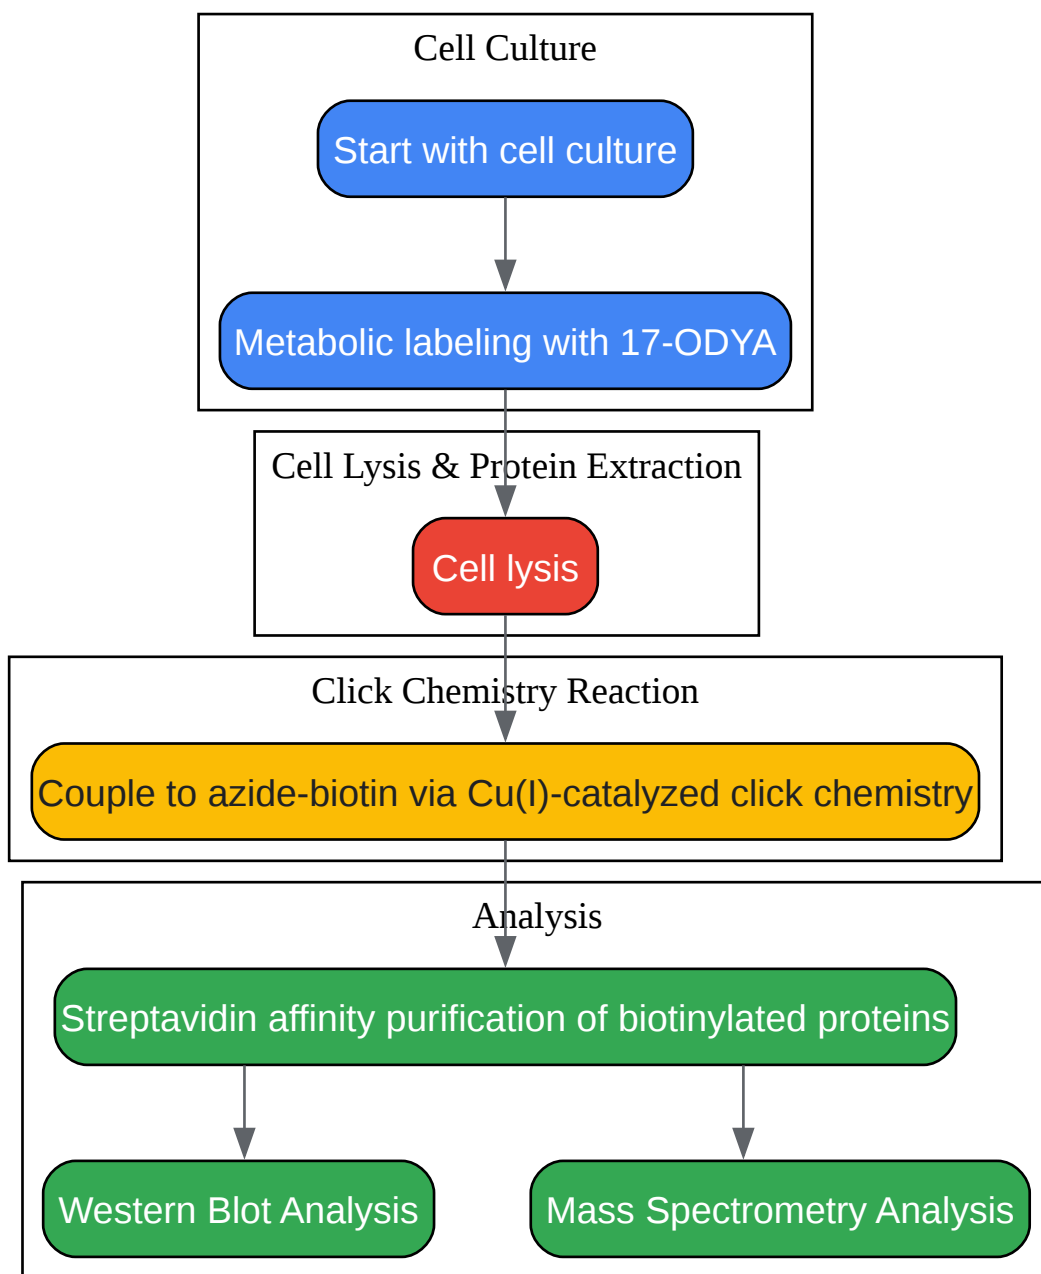 Cell Culture
Start with cell culture
Metabolic labeling with 17-ODYA
Cell Lysis & Protein Extraction
Cell lysis
Click Chemistry Reaction
Couple to azide-biotin via Cu(I)-catalyzed click chemistry
Analysis
Streptavidin affinity purification of biotinylated proteins
Western Blot Analysis
Mass Spectrometry Analysis